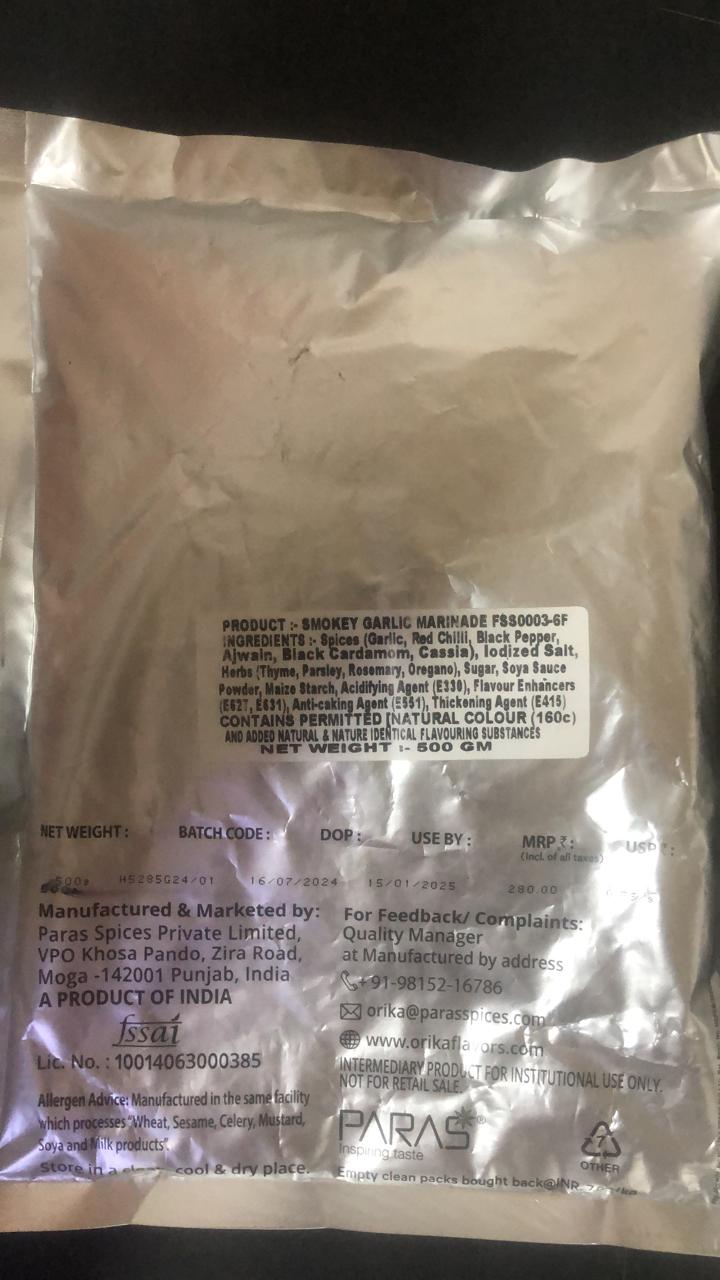 PRODUCT :- SMOKEY GARLIC MARINADE FSS0003-6F
INGREDIENTS :- Spices (Garlic, Red Chilli, Black Pepper,
Ajwain, Black Cardamom, Cassia), Iodized Salt,
Herbs (Thyme, Parsley, Rosemary, Oregano), Sugar, Soya Sauce
Powder, Maize Starch, Acidifying Agent (E330), Flavour Enhancers
(E627, E631), Anti-caking Agent (E551), Thickening Agent (E415)
CONTAINS PERMITTED NATURAL COLOUR (160c)
AND ADDED NATURAL & NATURE IDENTICAL FLAVOURING SUBSTANCES
NET WEIGHT :- 500 GM
NET WEIGHT : BATCH CODE : DOP : USE BY : MRP ₹ : USP ₹ :
(Incl. of all taxes)
500g H5285G24/01 16/07/2024 15/01/2025 280.00
Manufactured & Marketed by:
Paras Spices Private Limited,
VPO Khosa Pando, Zira Road,
Moga -142001 Punjab, India
A PRODUCT OF INDIA
fssai
Lic. No. : 10014063000385
Allergen Advice: Manufactured in the same facility
which processes "Wheat, Sesame, Celery, Mustard,
Soya and Milk products".
Store in a clean, cool & dry place.
For Feedback/ Complaints:
Quality Manager
at Manufactured by address
+91-98152-16786
orika@parasspices.com
www.orikaflavors.com
INTERMEDIARY PRODUCT FOR INSTITUTIONAL USE ONLY.
NOT FOR RETAIL SALE.
PARAS®
Inspiring taste
7
OTHER
Empty clean packs bought back@INR